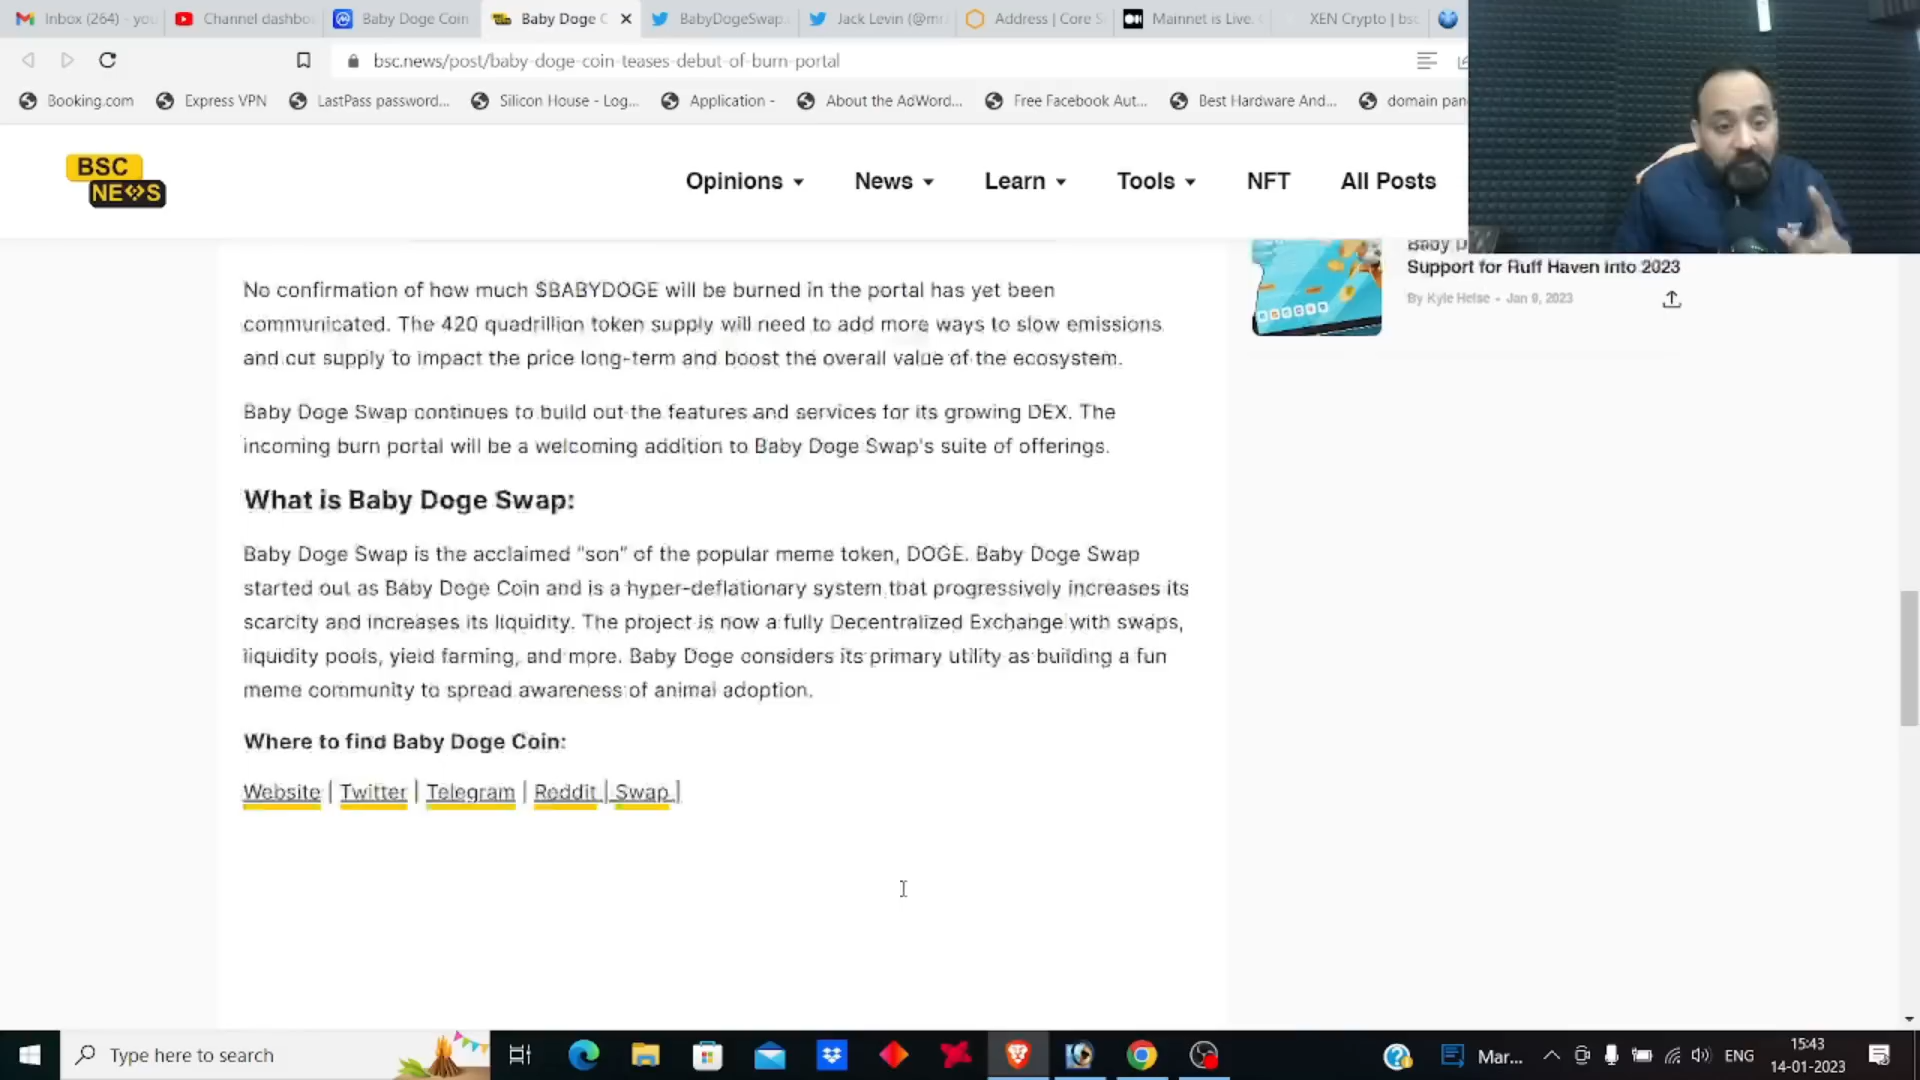 Inbox (264) - you
Channel dashbo
Baby Doge Coin
Baby Doge C
BabyDogeSwap
Jack Levin (@m
Address | Core S
Mainnet is Live.
XEN Crypto | bs
bsc.news/post/baby-doge-coin-teases-debut-of-burn-portal
Booking.com
Express VPN
LastPass password...
Silicon House - Log...
Application -
About the AdWord...
Free Facebook Aut...
Best Hardware And...
domain pan
BSC
NEWS
Opinions
News
Learn
Tools
NFT
All Posts
Baby D
Support for Ruff Haven into 2023
By Kyle Heise - Jan 9, 2023
No confirmation of how much $BABYDOGE will be burned in the portal has yet been
communicated. The 420 quadrillion token supply will need to add more ways to slow emissions
and cut supply to impact the price long-term and boost the overall value of the ecosystem.
Baby Doge Swap continues to build out the features and services for its growing DEX. The
incoming burn portal will be a welcoming addition to Baby Doge Swap's suite of offerings.
What is Baby Doge Swap:
Baby Doge Swap is the acclaimed "son" of the popular meme token, DOGE. Baby Doge Swap
started out as Baby Doge Coin and is a hyper-deflationary system that progressively increases its
scarcity and increases its liquidity. The project is now a fully Decentralized Exchange with swaps,
liquidity pools, yield farming, and more. Baby Doge considers its primary utility as building a fun
meme community to spread awareness of animal adoption.
Where to find Baby Doge Coin:
Website | Twitter | Telegram | Reddit | Swap |
Type here to search
Mar...
ENG
15:43
14-01-2023